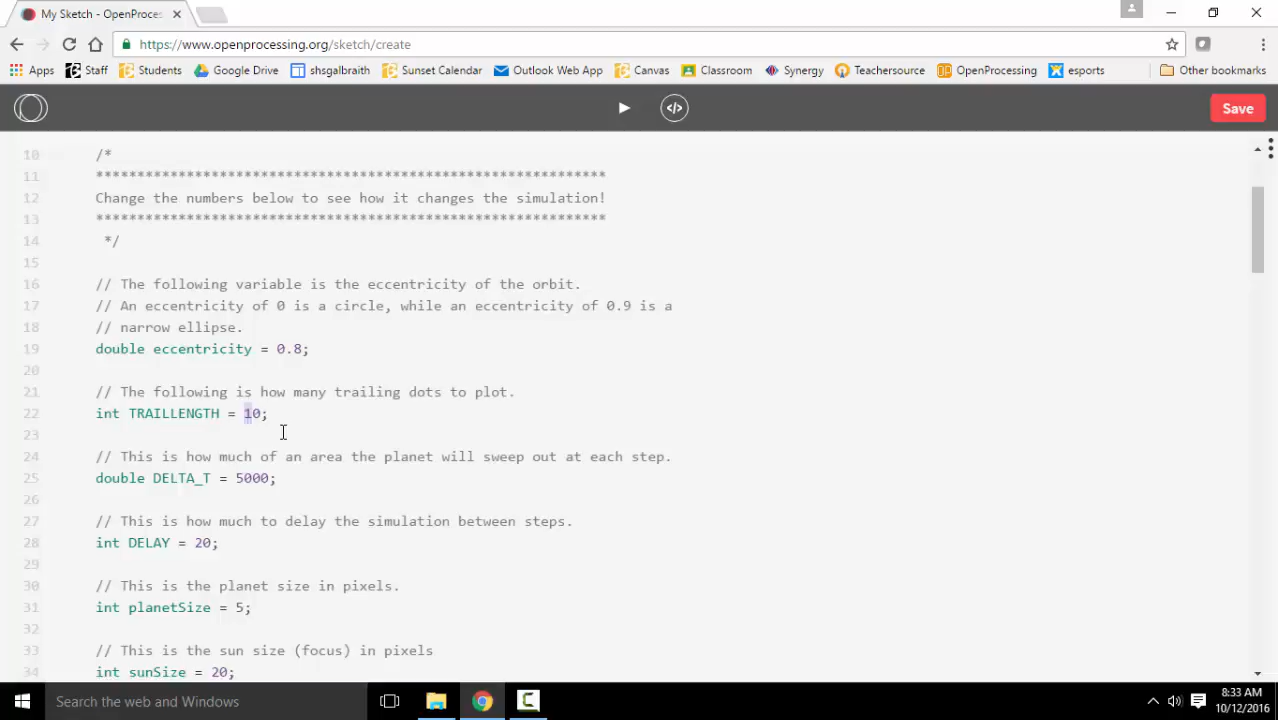 My Sketch - OpenProces
https://www.openprocessing.org/sketch/create
Apps Staff Students Google Drive shsgalbraith Sunset Calendar Outlook Web App Canvas Classroom Synergy Teachersource OpenProcessing esports Other bookmarks
</> Save
10 /*
11 **************************************************************
12 Change the numbers below to see how it changes the simulation!
13 **************************************************************
14 */
15
16 // The following variable is the eccentricity of the orbit.
17 // An eccentricity of 0 is a circle, while an eccentricity of 0.9 is a
18 // narrow ellipse.
19 double eccentricity = 0.8;
20
21 // The following is how many trailing dots to plot.
22 int TRAILLENGTH = 10;
23
24 // This is how much of an area the planet will sweep out at each step.
25 double DELTA_T = 5000;
26
27 // This is how much to delay the simulation between steps.
28 int DELAY = 20;
29
30 // This is the planet size in pixels.
31 int planetSize = 5;
32
33 // This is the sun size (focus) in pixels
34 int sunSize = 20;
Search the web and Windows
8:33 AM
10/12/2016